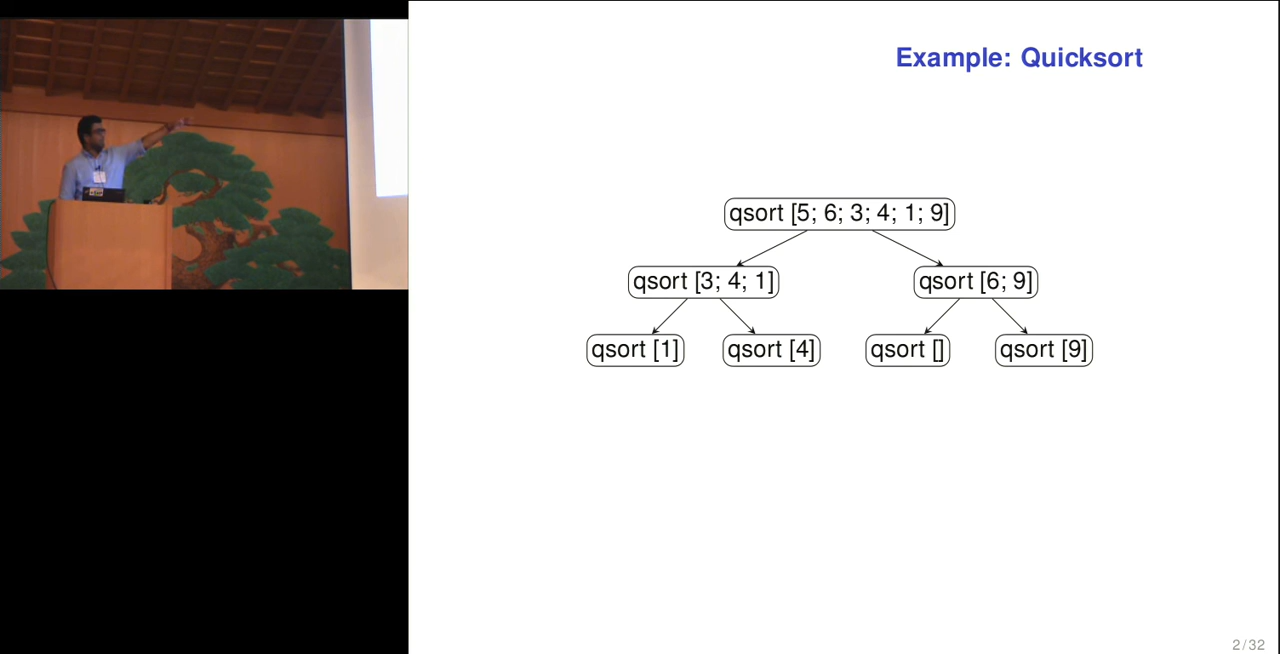 Example: Quicksort
qsort [5; 6; 3; 4; 1; 9]
qsort [3; 4; 1] qsort [6; 9]
qsort [1] qsort [4] qsort [] qsort [9]
2/32